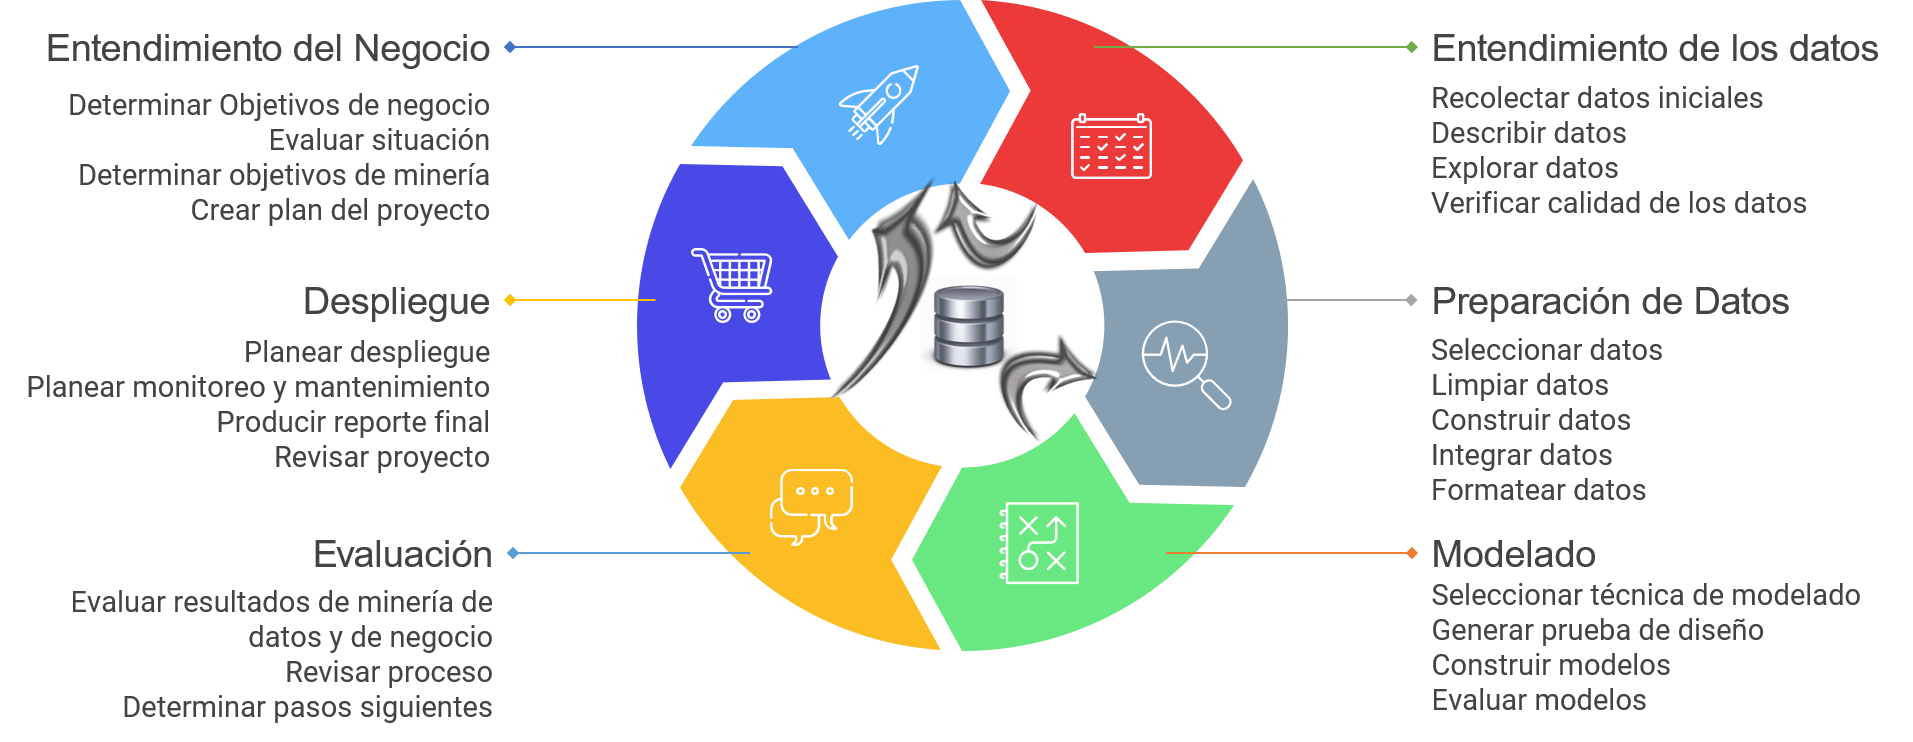 Entendimiento del Negocio
Determinar Objetivos de negocio
Evaluar situación
Determinar objetivos de minería
Crear plan del proyecto
Entendimiento de los datos
Recolectar datos iniciales
Describir datos
Explorar datos
Verificar calidad de los datos
Preparación de Datos
Seleccionar datos
Limpiar datos
Construir datos
Integrar datos
Formatear datos
Modelado
Seleccionar técnica de modelado
Generar prueba de diseño
Construir modelos
Evaluar modelos
Evaluación
Evaluar resultados de minería de
datos y de negocio
Revisar proceso
Determinar pasos siguientes
Despliegue
Planear despliegue
Planear monitoreo y mantenimiento
Producir reporte final
Revisar proyecto